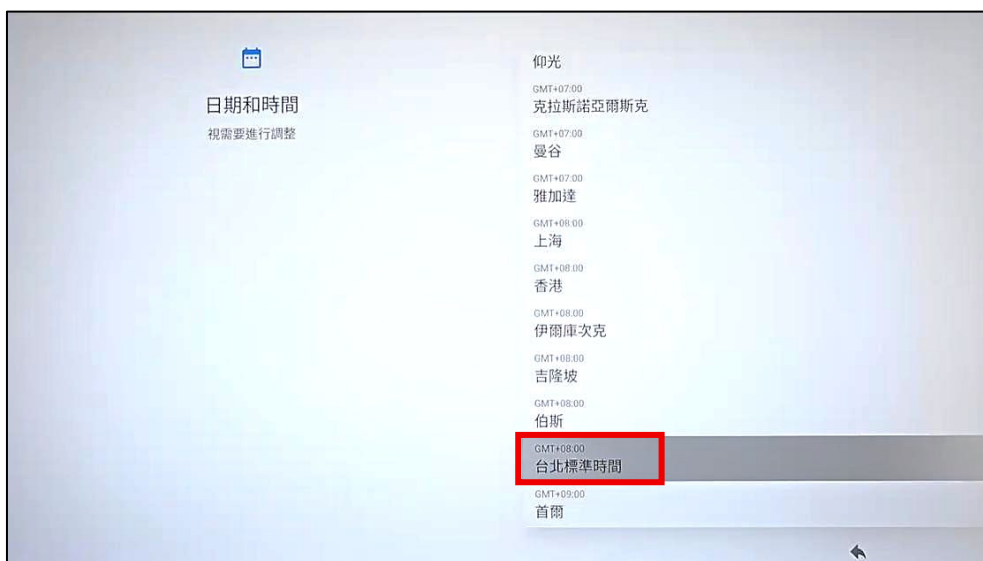 日期和時間
視需要進行調整
仰光
GMT+07:00
克拉斯諾亞爾斯克
GMT+07:00
曼谷
GMT+07:00
雅加達
GMT+08:00
上海
GMT+08:00
香港
GMT+08:00
伊爾庫次克
GMT+08:00
吉隆坡
GMT+08:00
伯斯
GMT+08:00
台北標準時間
GMT+09:00
首爾